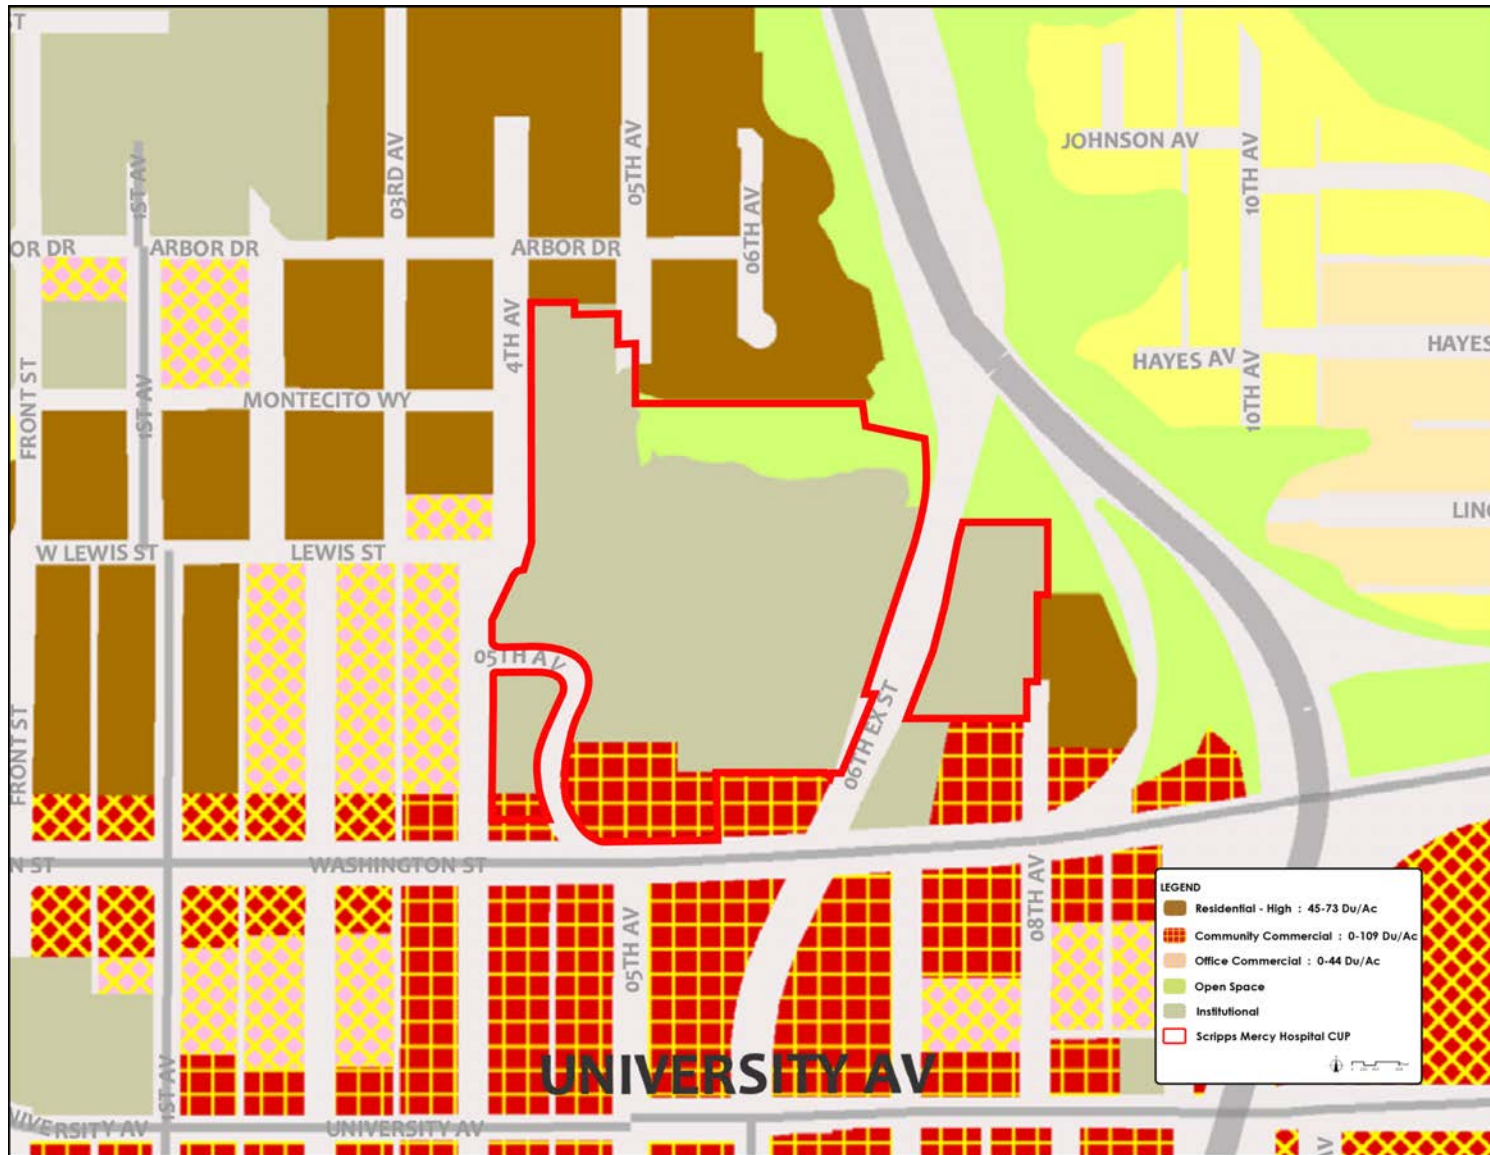 ST
JOHNSON AV
10TH AV
1ST AV
03RD AV
05TH AV
06TH AV
OR DR
ARBOR DR
ARBOR DR
4TH AV
HAYES
HAYES AV
10TH AV
FRONT ST
1ST AV
MONTECITO WY
LINC
W LEWIS ST
LEWIS ST
05TH AV
FRONT ST
06TH EX ST
N ST
WASHINGTON ST
05TH AV
08TH AV
LEGEND
Residential - High : 45-73 Du/Ac
Community Commercial : 0-109 Du/Ac
Office Commercial : 0-44 Du/Ac
Open Space
Institutional
Scripps Mercy Hospital CUP
UNIVERSITY AV
1ST AV
NIVERSITY AV
UNIVERSITY AV
AV